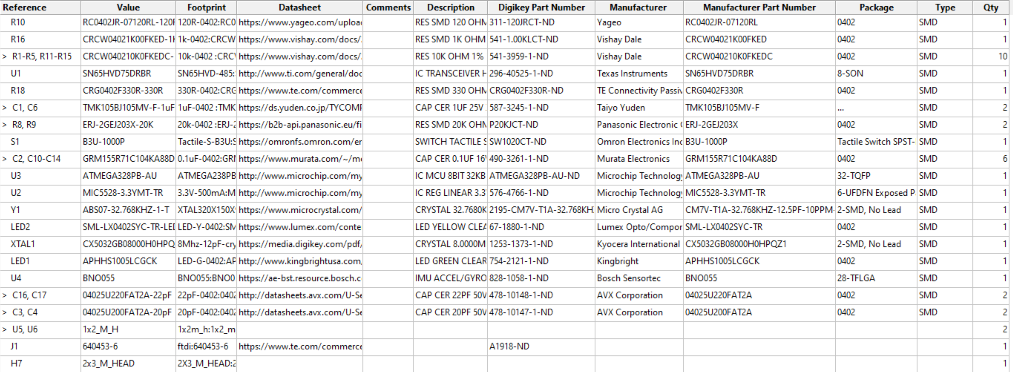 Reference Value Footprint Datasheet Comments Description Digikey Part Number Manufacturer Manufacturer Part Number Package Type Qty
R10 RC0402JR-07120RL-120R 120R-0402:RC0 https://www.yageo.com/uploa RES SMD 120 OHM 311-120JRCT-ND Yageo RC0402JR-07120RL 0402 SMD 1
R16 CRCW04021K00FKED-1k 1k-0402:CRCW https://www.vishay.com/docs/ RES SMD 1K OHM 541-1.00KLCT-ND Vishay Dale CRCW04021K00FKED 0402 SMD 1
> R1-R5, R11-R15 CRCW040210K0FKEDC- 10k-0402 :CRCW https://www.vishay.com/docs/ RES 10K OHM 1% 541-3959-1-ND Vishay Dale CRCW040210K0FKEDC 0402 SMD 10
U1 SN65HVD75DRBR SN65HVD-485: http://www.ti.com/general/doc IC TRANSCEIVER H 296-40525-1-ND Texas Instruments SN65HVD75DRBR 8-SON SMD 1
R18 CRG0402F330R-330R 330R-0402:CRG https://www.te.com/commerce RES SMD 330 OHM CRG0402F330R-ND TE Connectivity Passiv CRG0402F330R 0402 SMD 1
> C1, C6 TMK105BJ105MV-F-1uF 1uF-0402 :TMK https://ds.yuden.co.jp/TYCOMP CAP CER 1UF 25V 587-3245-1-ND Taiyo Yuden TMK105BJ105MV-F ... SMD 2
> R8, R9 ERJ-2GEJ203X-20K 20k-0402 :ERJ-2 https://b2b-api.panasonic.eu/fi RES SMD 20K OHM P20KJCT-ND Panasonic Electronic C ERJ-2GEJ203X 0402 SMD 2
S1 B3U-1000P Tactile-S-B3U:S https://omronfs.omron.com/en SWITCH TACTILE S SW1020CT-ND Omron Electronics Inc B3U-1000P Tactile Switch SPST- SMD 1
> C2, C10-C14 GRM155R71C104KA88D 0.1uF-0402:GRM https://www.murata.com/~/me CAP CER 0.1UF 16V 490-3261-1-ND Murata Electronics GRM155R71C104KA88D 0402 SMD 6
U3 ATMEGA328PB-AU ATMEGA328PB https://www.microchip.com/my IC MCU 8BIT 32KB ATMEGA328PB-AU-ND Microchip Technology ATMEGA328PB-AU 32-TQFP SMD 1
U2 MIC5528-3.3YMT-TR 3.3V-500mA:M https://www.microchip.com/my IC REG LINEAR 3.3 576-4766-1-ND Microchip Technology MIC5528-3.3YMT-TR 6-UFDFN Exposed P SMD 1
Y1 ABS07-32.768KHZ-1-T XTAL320X150X https://www.microcrystal.com/ CRYSTAL 32.7680K 2195-CM7V-T1A-32.768KH Micro Crystal AG CM7V-T1A-32.768KHZ-12.5PF-10PPM- 2-SMD, No Lead SMD 1
LED2 SML-LX0402SYC-TR-LED LED-Y-0402:SM https://www.lumex.com/conte LED YELLOW CLEA 67-1880-1-ND Lumex Opto/Compon SML-LX0402SYC-TR 0402 SMD 1
XTAL1 CX5032GB08000H0HPQ 8Mhz-12pF-cry https://media.digikey.com/pdf/ CRYSTAL 8.0000M 1253-1373-1-ND Kyocera International CX5032GB08000H0HPQZ1 2-SMD, No Lead SMD 1
LED1 APHHS1005LCGCK LED-G-0402:AP https://www.kingbrightusa.com, LED GREEN CLEAR 754-2121-1-ND Kingbright APHHS1005LCGCK 0402 SMD 1
U4 BNO055 BNO055:BNO05 https://ae-bst.resource.bosch.c IMU ACCEL/GYRO 828-1058-1-ND Bosch Sensortec BNO055 28-TFLGA SMD 1
> C16, C17 04025U220FAT2A-22pF 22pF-0402:0402 http://datasheets.avx.com/U-Se CAP CER 22PF 50V 478-10148-1-ND AVX Corporation 04025U220FAT2A 0402 SMD 2
> C3, C4 04025U200FAT2A-20pF 20pF-0402:0402 http://datasheets.avx.com/U-Se CAP CER 20PF 50V 478-10147-1-ND AVX Corporation 04025U200FAT2A 0402 SMD 2
> U5, U6 1x2_M_H 1x2m_h:1x2_m 2
J1 640453-6 ftdi:640453-6 https://www.te.com/commerce A1918-ND 1
H7 2x3_M_HEAD 2X3_M_HEAD:2 1